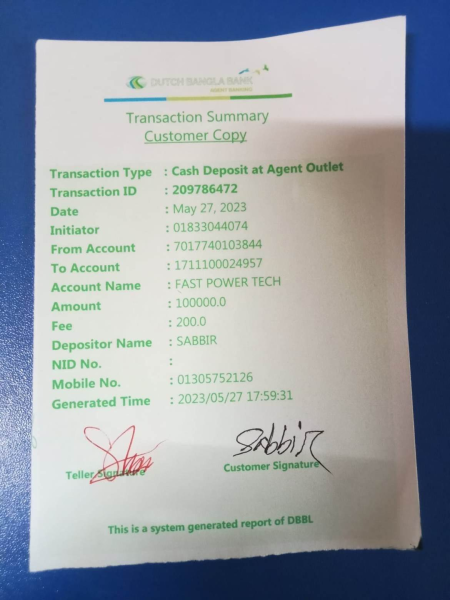 DUTCH BANGLA BANK
AGENT BANKING
Transaction Summary
Customer Copy
Transaction Type : Cash Deposit at Agent Outlet
Transaction ID : 209786472
Date : May 27, 2023
Initiator : 01833044074
From Account : 7017740103844
To Account : 1711100024957
Account Name : FAST POWER TECH
Amount : 100000.0
Fee : 200.0
Depositor Name : SABBIR
NID No. :
Mobile No. : 01305752126
Generated Time : 2023/05/27 17:59:31
Sabbir
Teller Signature Customer Signature
This is a system generated report of DBBL